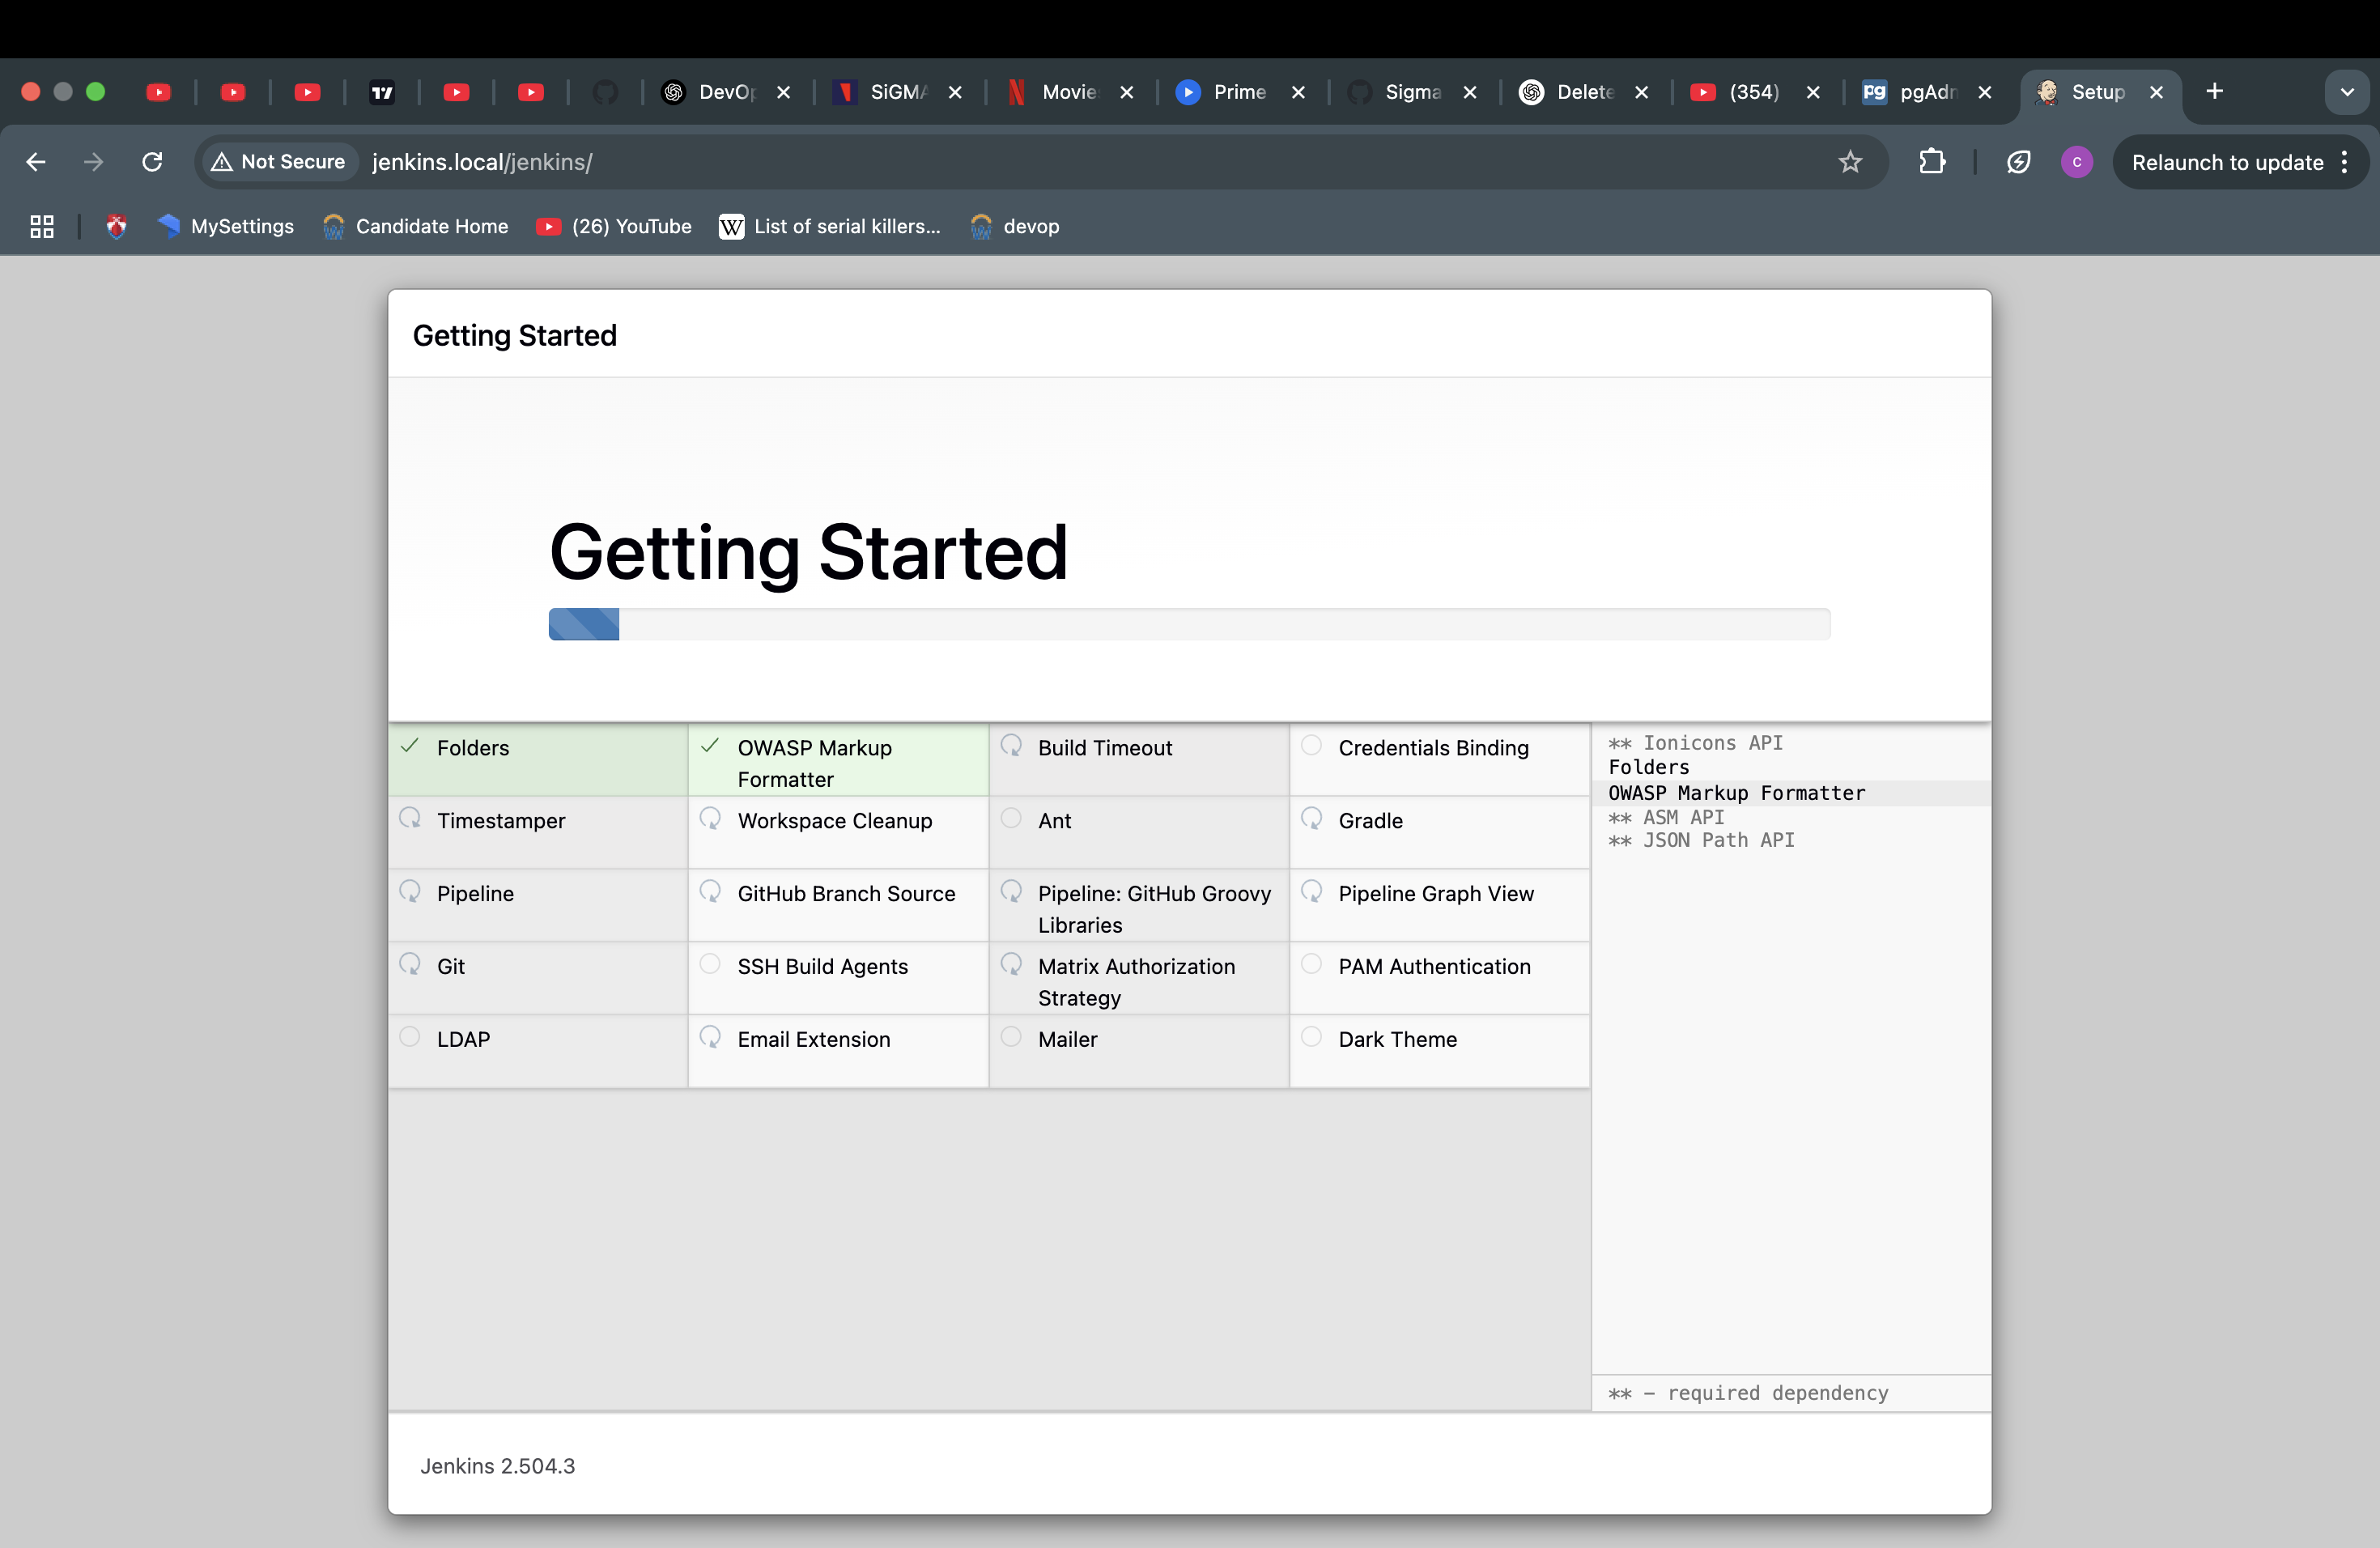 DevOp
SiGMA
Movie
Prime
Sigma
Delete
(354)
pgAdn
Setup
Not Secure
jenkins.local/jenkins/
C
Relaunch to update
MySettings
Candidate Home
(26) YouTube
W
List of serial killers...
devop
Getting Started
Getting Started
Folders
OWASP Markup
Formatter
Build Timeout
Credentials Binding
Timestamper
Workspace Cleanup
Ant
Gradle
Pipeline
GitHub Branch Source
Pipeline: GitHub Groovy
Libraries
Pipeline Graph View
Git
SSH Build Agents
Matrix Authorization
Strategy
PAM Authentication
LDAP
Email Extension
Mailer
Dark Theme
** Ionicons API
Folders
OWASP Markup Formatter
** ASM API
** JSON Path API
** - required dependency
Jenkins 2.504.3